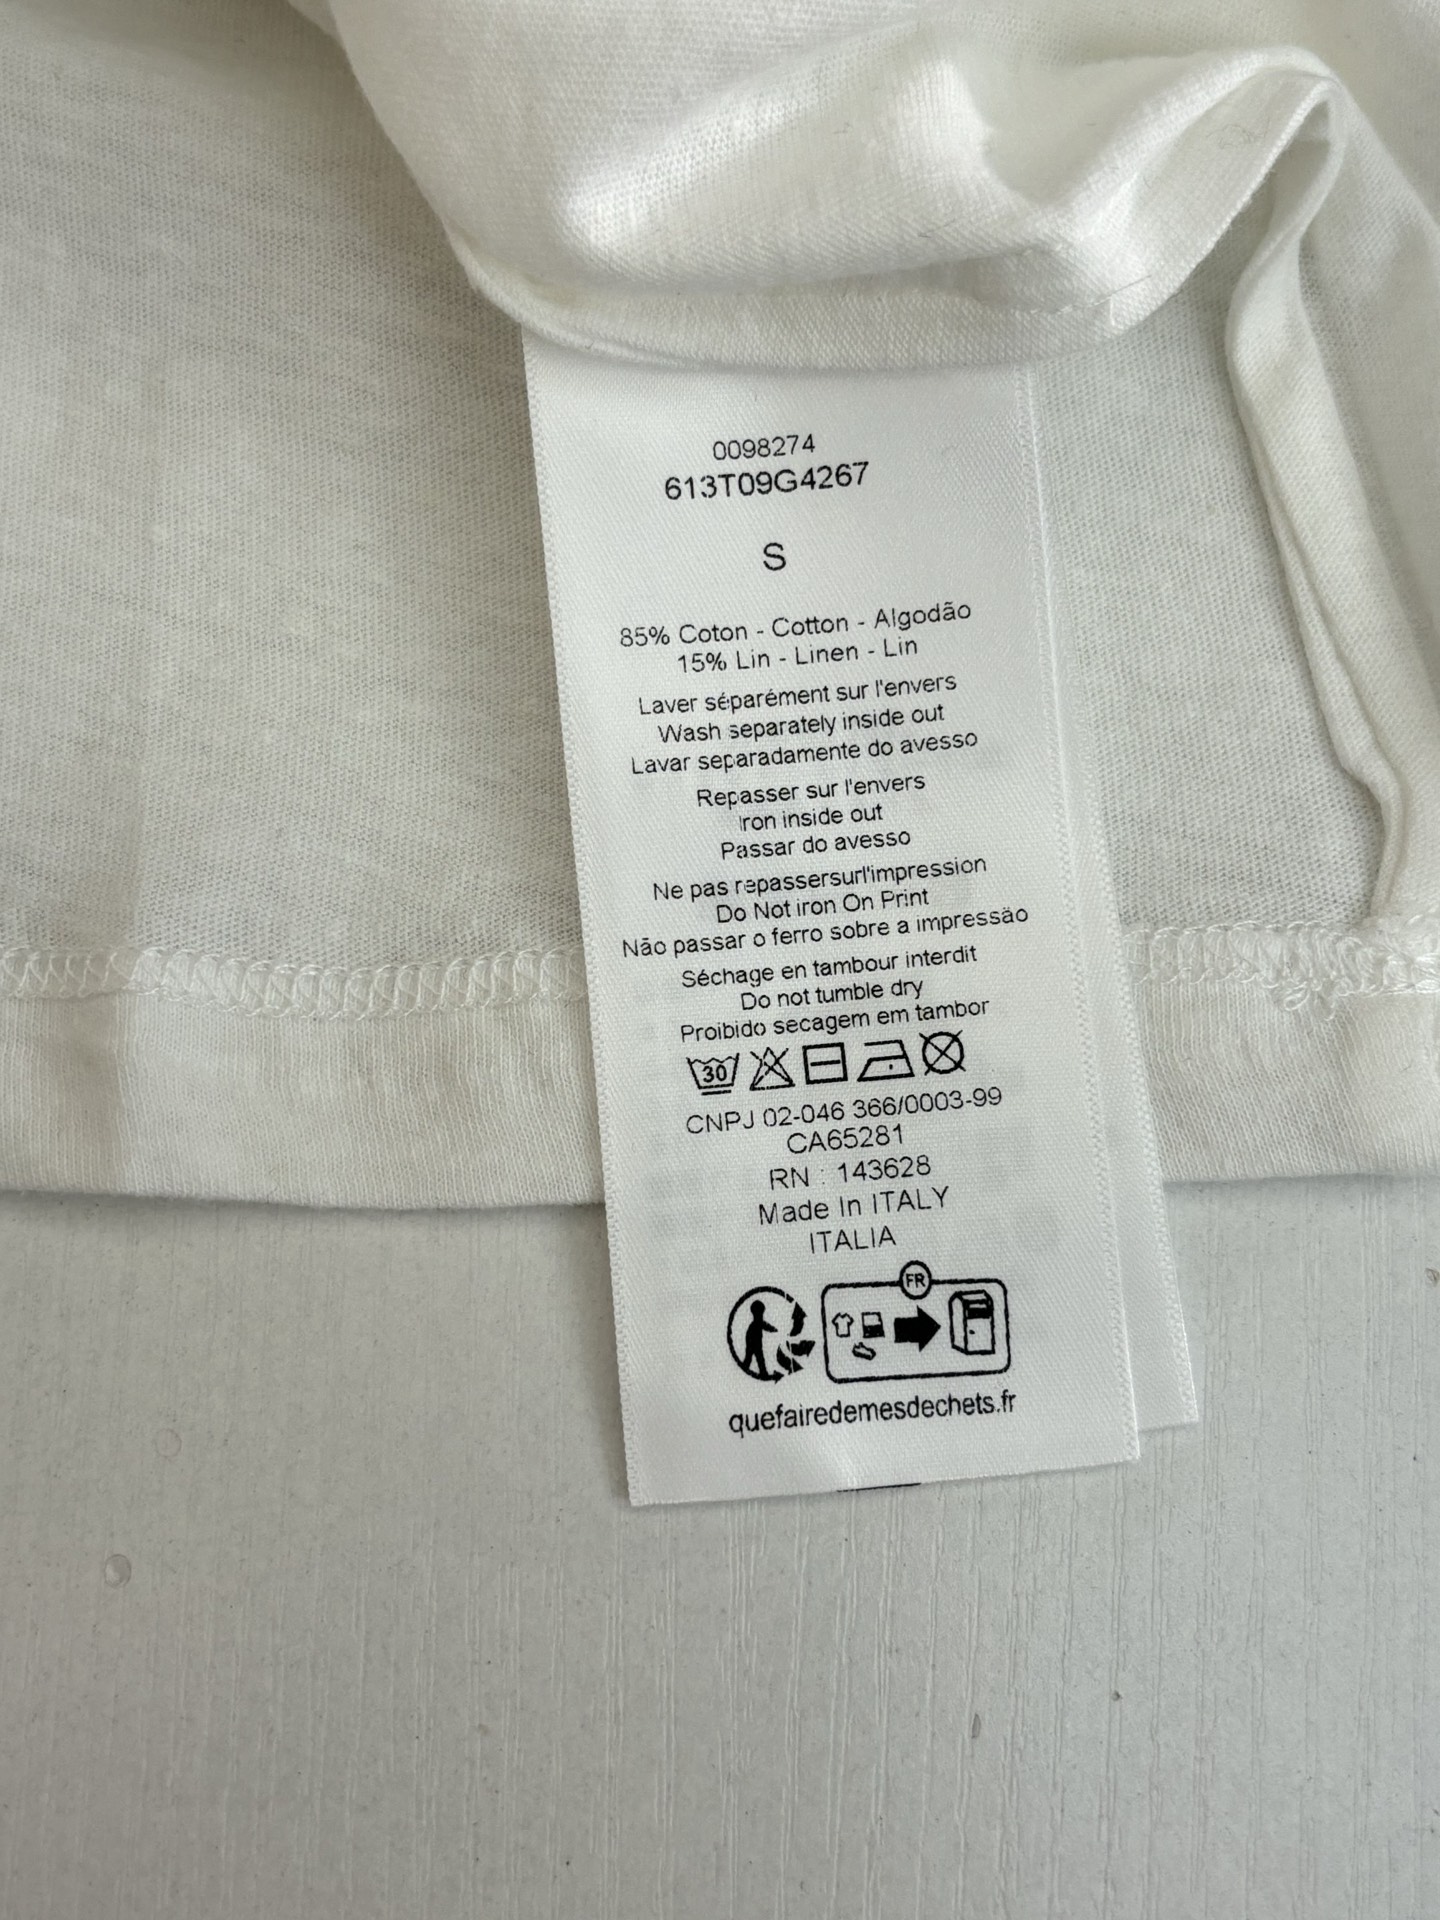 0098274
613T09G4267
S
85% Coton - Cotton - Algodão
15% Lin - Linen - Lin
Laver séparément sur l'envers
Wash separately inside out
Lavar separadamente do avesso
Repasser sur l'envers
Iron inside out
Passar do avesso
Ne pas repassersurl'impression
Do Not iron On Print
Não passar o ferro sobre a impressäo
Séchage en tambour interdit
Do not tumble dry
Proibido secagem em tambor
30
CNPJ 02-046 366/0003-99
CA65281
RN : 143628
Made In ITALY
ITALIA
FR
quefairedemesdechets.fr